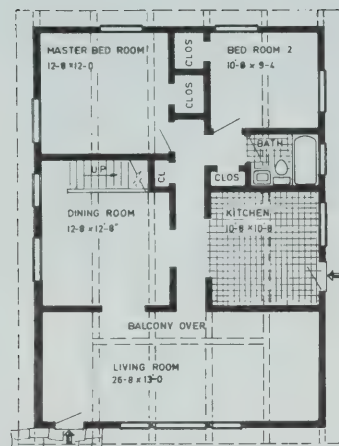 MASTER BED ROOM
12-8 x 12-0
CLOS
BED ROOM 2
10-8 x 9-4
CLOS
BATH
UP
CL
CLOS
DINING ROOM
12-8 x 12-8"
KITCHEN
10-8 x 10-8
BALCONY OVER
LIVING ROOM
26-8 x 13-0